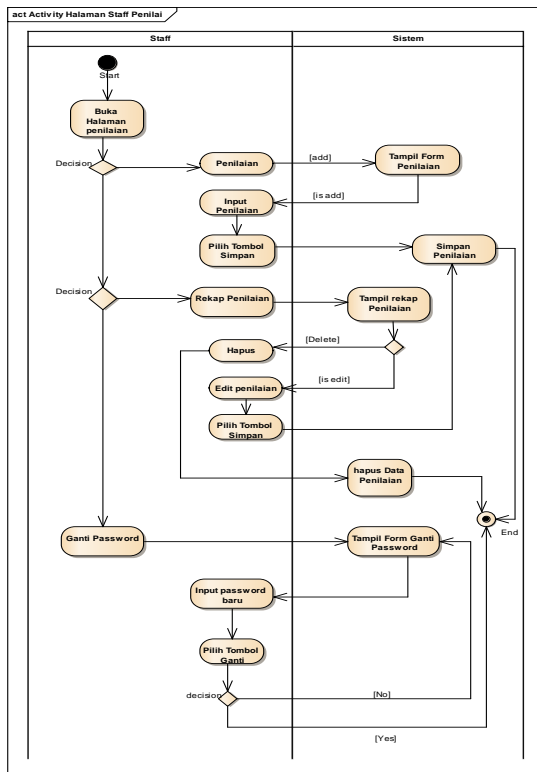 act Activity Halaman Staff Penilai
Staff
Sistem
Start
Buka
Halaman
penilaian
Decision
Penilaian
[add]
Tampil Form
Penilaian
Input
Penilaian
[is add]
Pilih Tombol
Simpan
Simpan
Penilaian
Decision
Rekap Penilaian
Tampil rekap
Penilaian
Hapus
[Delete]
[is edit]
Edit penilaian
Pilih Tombol
Simpan
hapus Data
Penilaian
End
Ganti Password
Tampil Form Ganti
Password
Input password
baru
Pilih Tombol
Ganti
decision
[No]
[Yes]